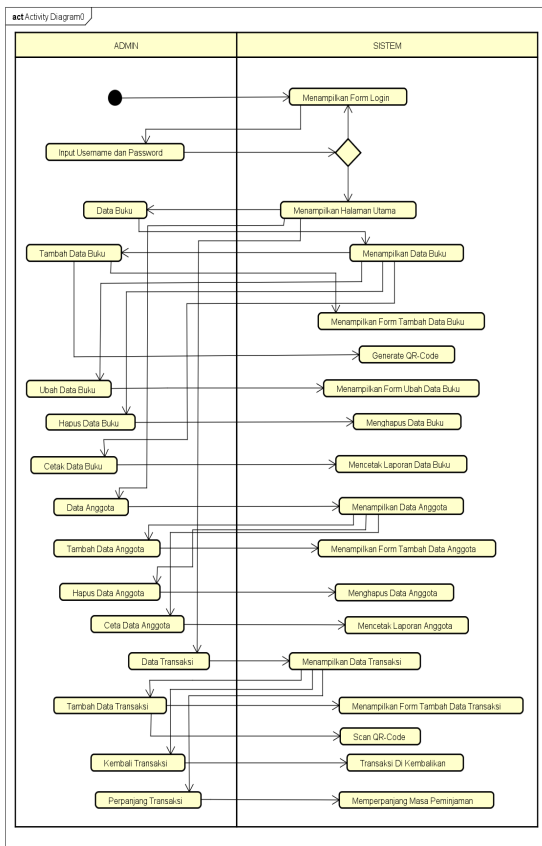 act Activity Diagram0
ADMIN
SISTEM
Menampilkan Form Login
Input Username dan Password
Data Buku
Menampilkan Halaman Utama
Tambah Data Buku
Menampilkan Data Buku
Menampilkan Form Tambah Data Buku
Generate QR-Code
Ubah Data Buku
Menampilkan Form Ubah Data Buku
Hapus Data Buku
Menghapus Data Buku
Cetak Data Buku
Mencetak Laporan Data Buku
Data Anggota
Menampilkan Data Anggota
Tambah Data Anggota
Menampilkan Form Tambah Data Anggota
Hapus Data Anggota
Menghapus Data Anggota
Ceta Data Anggota
Mencetak Laporan Anggota
Data Transaksi
Menampilkan Data Transaksi
Tambah Data Transaksi
Menampilkan Form Tambah Data Transaksi
Scan QR-Code
Kembali Transaksi
Transaksi Di Kembalikan
Perpanjang Transaksi
Memperpanjang Masa Peminjaman